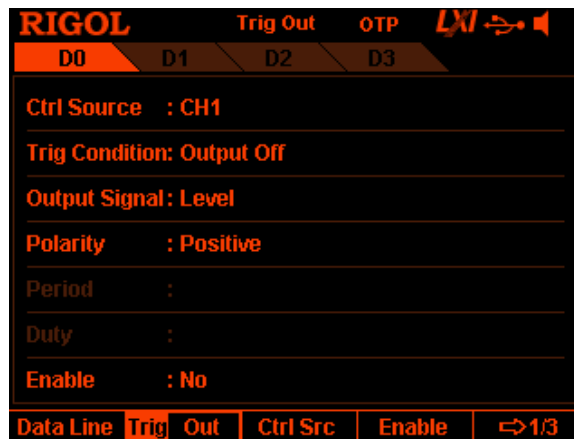 RIGOL Trig Out OTP LXI
D0 D1 D2 D3
Ctrl Source : CH1
Trig Condition: Output Off
Output Signal: Level
Polarity : Positive
Period :
Duty :
Enable : No
Data Line Trig Out Ctrl Src Enable ⇨1/3